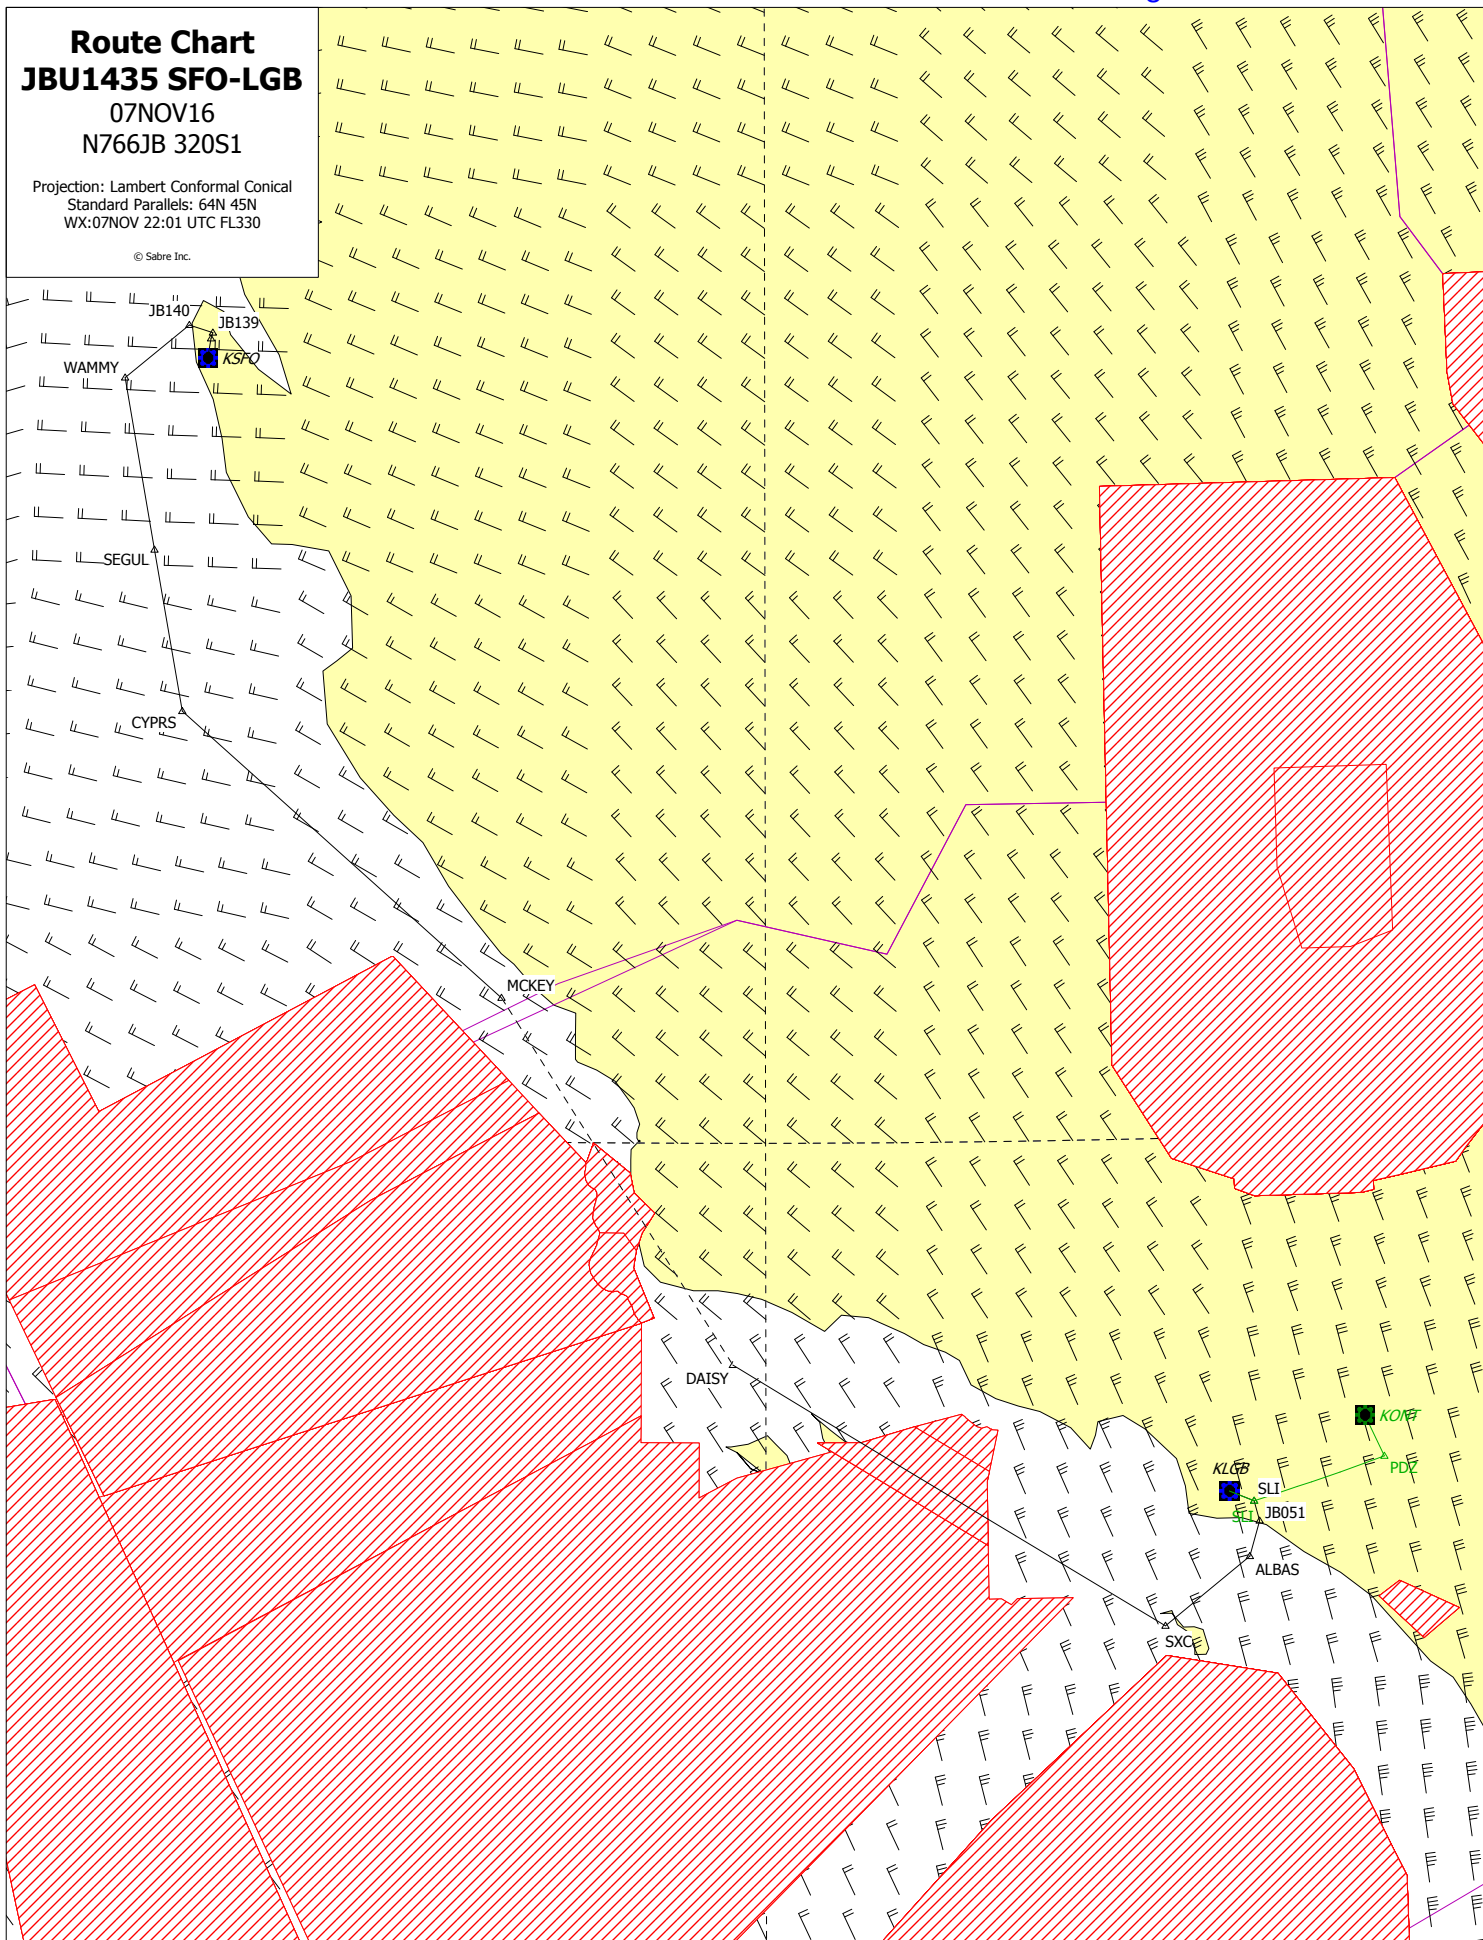 Route Chart
JBU1435 SFO-LGB
07NOV16
N766JB 320S1
Projection: Lambert Conformal Conical
Standard Parallels: 64N 45N
WX:07NOV 22:01 UTC FL330
© Sabre Inc.
JB140
JB139
KSFO
WAMMY
SEGUL
CYPRS
MCKEY
DAISY
KONT
PDZ
KLGB
SLI
SLI
JB051
ALBAS
SXC